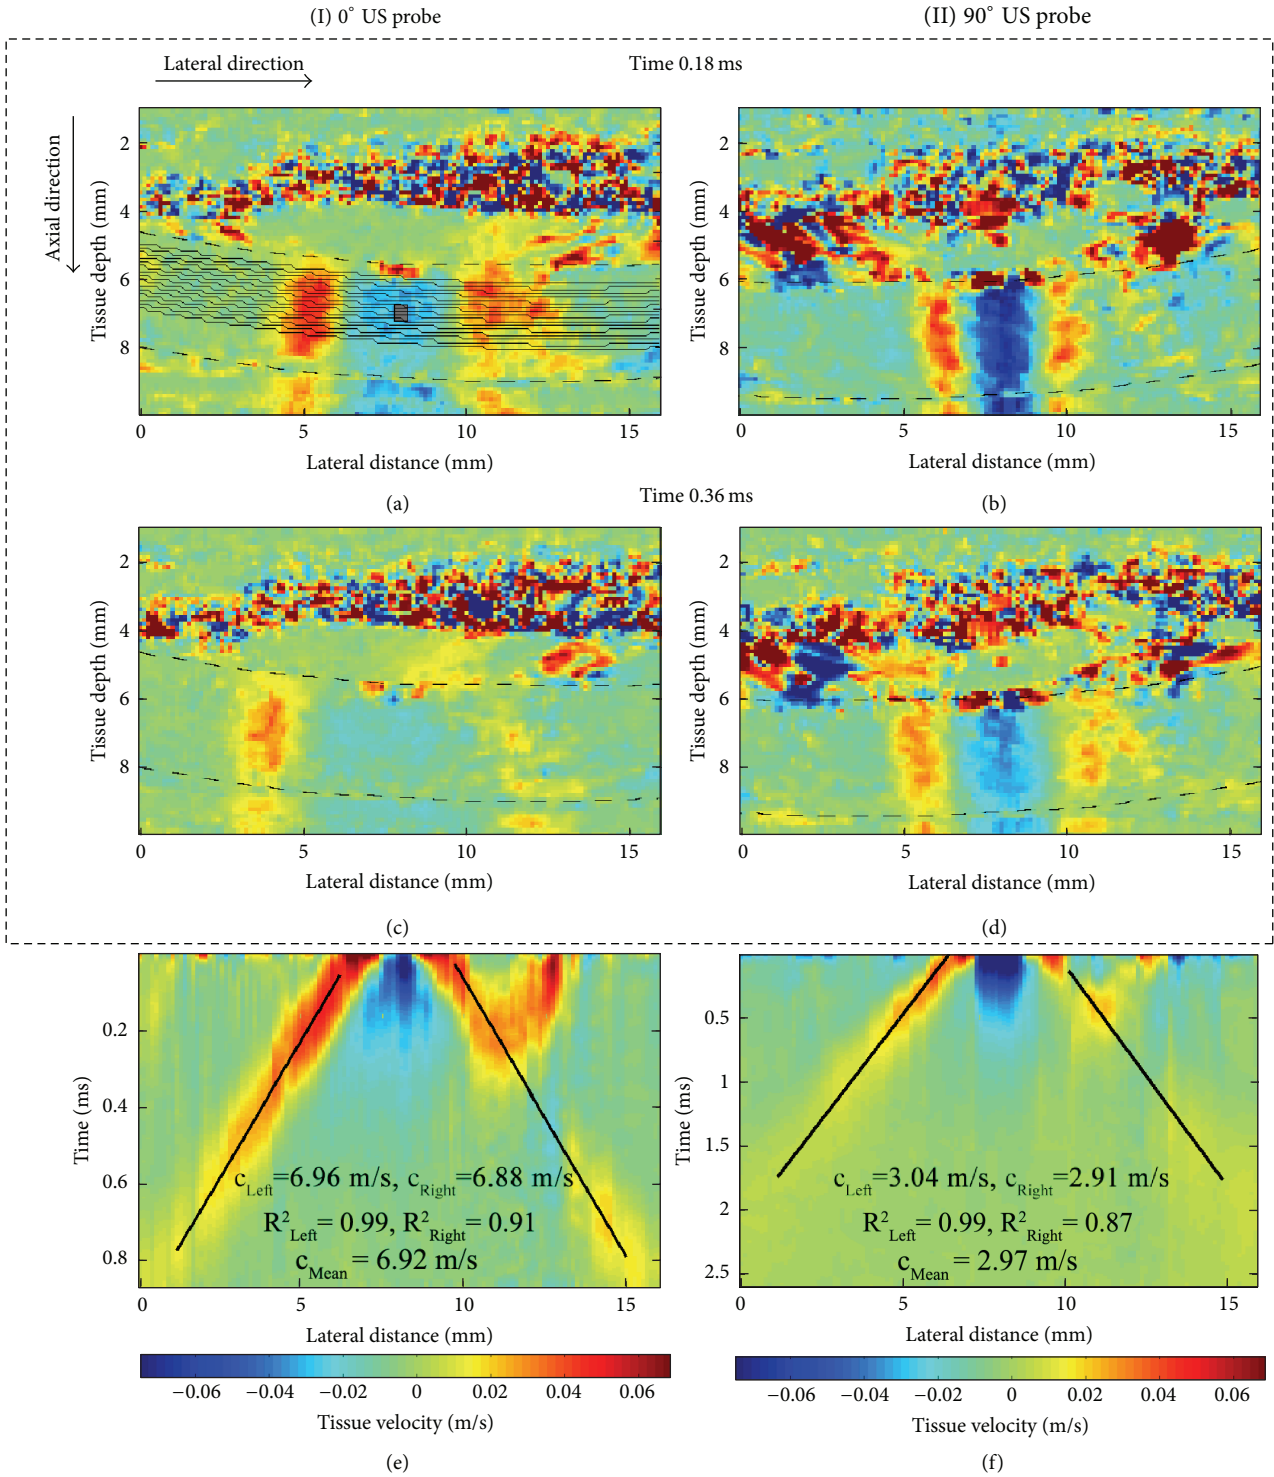 (I) 0° US probe
(II) 90° US probe
Lateral direction
Time 0.18 ms
Axial direction
Tissue depth (mm)
2
4
6
8
0
5
10
15
Lateral distance (mm)
(a)
Tissue depth (mm)
2
4
6
8
0
5
10
15
Lateral distance (mm)
(b)
Time 0.36 ms
Tissue depth (mm)
2
4
6
8
0
5
10
15
Lateral distance (mm)
(c)
Tissue depth (mm)
2
4
6
8
0
5
10
15
Lateral distance (mm)
(d)
Time (ms)
0.2
0.4
0.6
0.8
c_Left=6.96 m/s, c_Right=6.88 m/s
R²_Left= 0.99, R²_Right= 0.91
c_Mean = 6.92 m/s
0
5
10
15
Lateral distance (mm)
−0.06
−0.04
−0.02
0
0.02
0.04
0.06
Tissue velocity (m/s)
(e)
Time (ms)
0.5
1
1.5
2
2.5
c_Left=3.04 m/s, c_Right=2.91 m/s
R²_Left= 0.99, R²_Right= 0.87
c_Mean = 2.97 m/s
0
5
10
15
Lateral distance (mm)
−0.06
−0.04
−0.02
0
0.02
0.04
0.06
Tissue velocity (m/s)
(f)